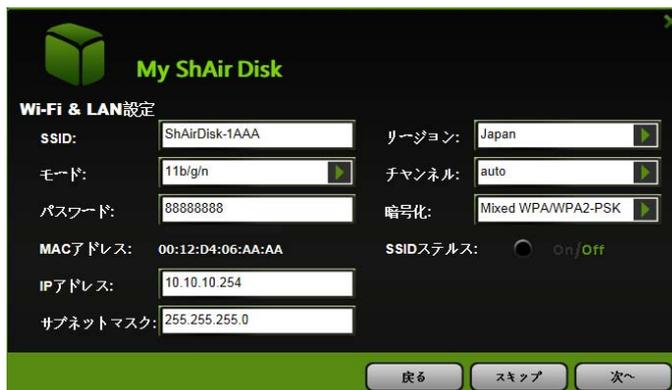 My ShAir Disk
Wi-Fi & LAN設定
SSID: ShAirDisk-1AAA リージョン: Japan
モード: 11b/g/n チャンネル: auto
パスワード: 88888888 暗号化: Mixed WPA/WPA2-PSK
MACアドレス: 00:12:D4:06:AA:AA SSIDステルス: On/Off
IPアドレス: 10.10.10.254
サブネットマスク: 255.255.255.0
戻る スキップ 次へ